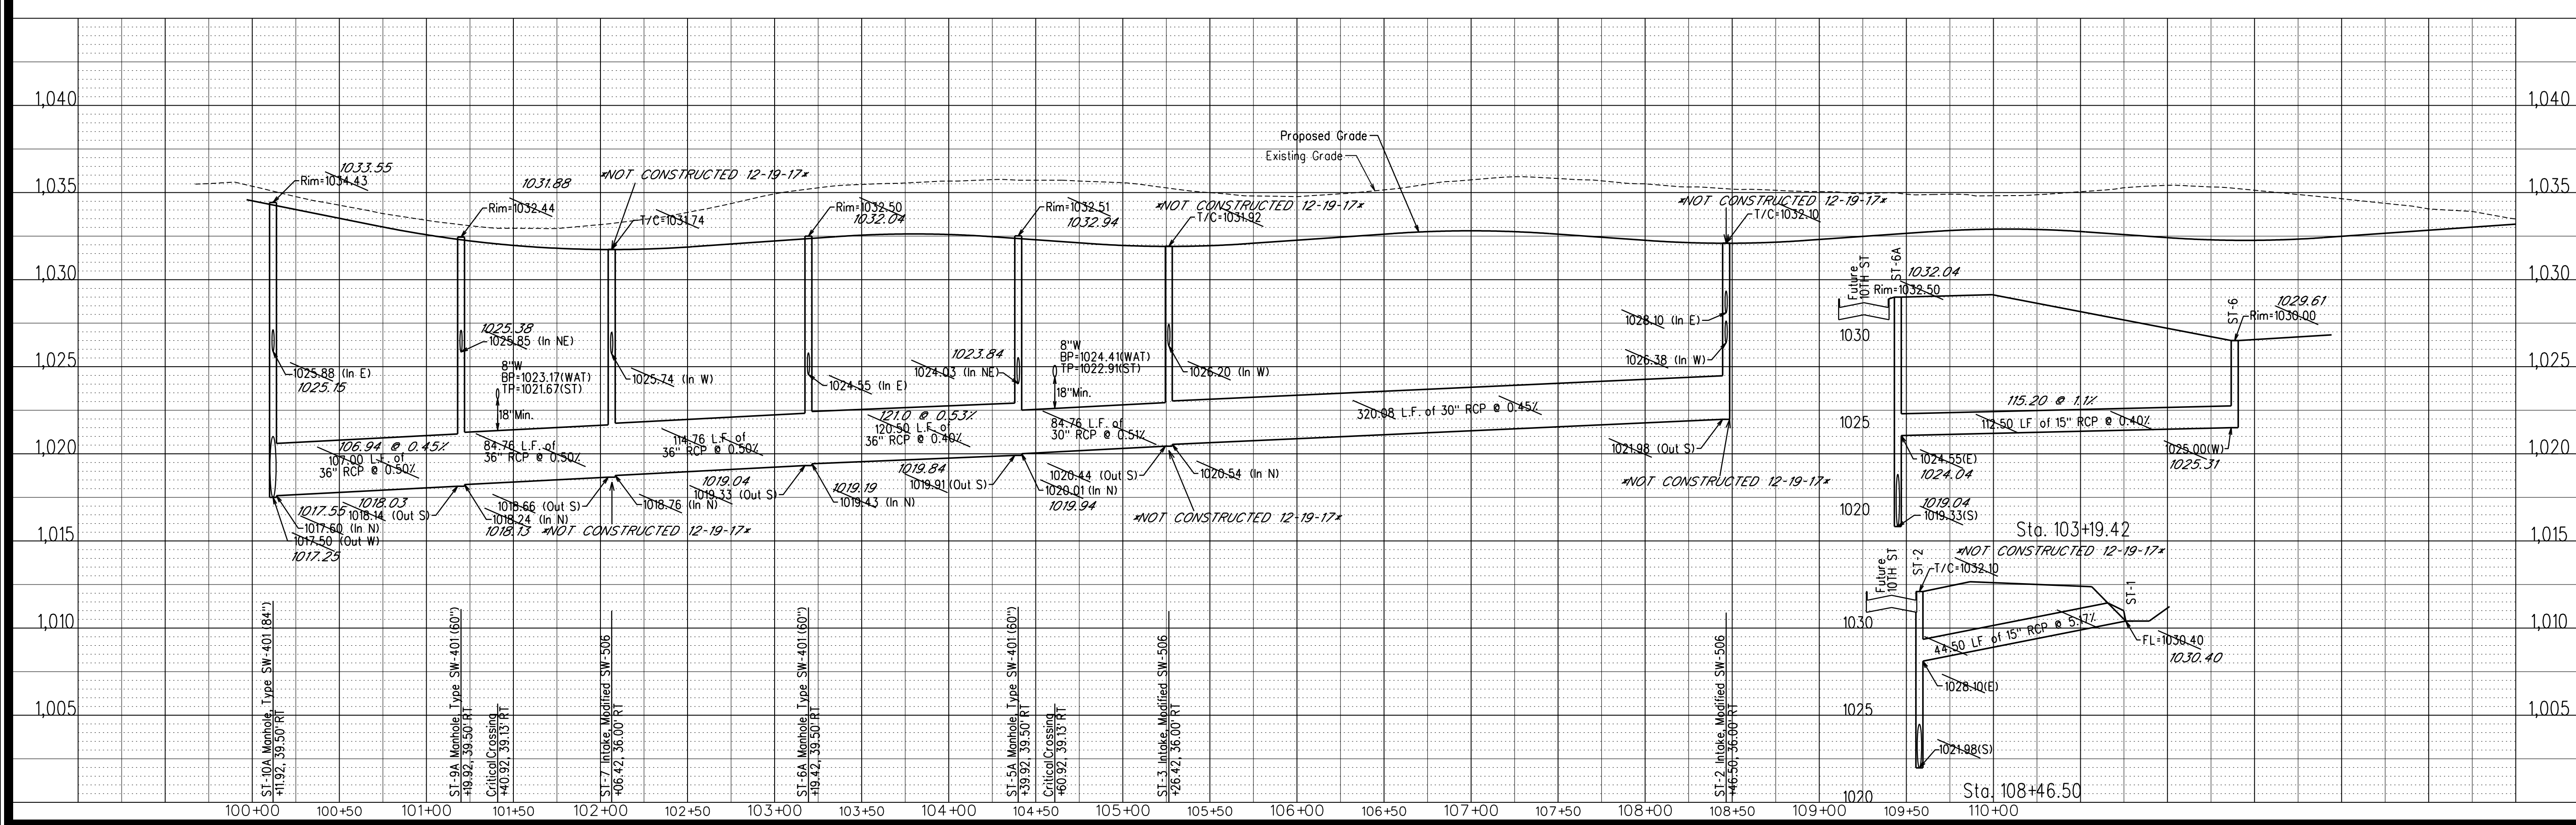 1,040
1,035
1,030
1,025
1,020
1,015
1,010
1,005
1,040
1,035
1,030
1,025
1,020
1,015
1,010
1,005
Proposed Grade
Existing Grade
1033.55
Rim=1034.43
1025.88 (In E)
1025.15
106.94 @ 0.45%
107.00 L.F. of
36" RCP @ 0.50%
1017.55
1017.60 (In N)
1017.50 (Out W)
1017.25
1018.03
1018.14 (Out S)
1031.88
Rim=1032.44
1025.38
1025.85 (In NE)
8"W
BP=1023.17(WAT)
TP=1021.67(ST)
18"Min.
84.76 L.F. of
36" RCP @ 0.50%
1018.24 (In N)
1018.13
1018.66 (Out S)
*NOT CONSTRUCTED 12-19-17*
T/C=1031.74
1025.74 (In W)
114.76 L.F. of
36" RCP @ 0.50%
1018.76 (In N)
*NOT CONSTRUCTED 12-19-17*
1019.04
1019.33 (Out S)
Rim=1032.50
1032.04
1024.55 (In E)
121.0 @ 0.53%
120.50 L.F. of
36" RCP @ 0.40%
1019.19
1019.43 (In N)
1019.84
1019.91 (Out S)
Rim=1032.51
1032.94
1023.84
1024.03 (In NE)
8"W
BP=1024.41(WAT)
TP=1022.91(ST)
18"Min.
84.76 L.F. of
30" RCP @ 0.51%
1020.01 (In N)
1019.94
1020.44 (Out S)
*NOT CONSTRUCTED 12-19-17*
T/C=1031.92
1026.20 (In W)
1020.54 (In N)
*NOT CONSTRUCTED 12-19-17*
320.08 L.F. of 30" RCP @ 0.45%
*NOT CONSTRUCTED 12-19-17*
T/C=1032.10
1028.10 (In E)
1026.38 (In W)
1021.98 (Out S)
*NOT CONSTRUCTED 12-19-17*
Future
10TH ST
ST-6A
1032.04
Rim=1032.50
ST-6
1029.61
Rim=1030.00
1030
1025
1020
115.20 @ 1.1%
112.50 LF of 15" RCP @ 0.40%
1024.55(E)
1024.04
1025.00(W)
1025.31
1019.04
1019.33(S)
Sta. 103+19.42
*NOT CONSTRUCTED 12-19-17*
Future
10TH ST
ST-2
T/C=1032.10
ST-1
1030
1025
1020
44.50 LF of 15" RCP @ 5.17%
FL=1030.40
1030.40
1028.10(E)
1021.98(S)
Sta. 108+46.50
ST-10A Manhole, Type SW-401 (84")
+11.92, 39.50' RT
ST-9A Manhole, Type SW-401 (60")
+19.92, 39.50' RT
Critical Crossing
+40.92, 39.13' RT
ST-7 Intake, Modified SW-506
+06.42, 36.00' RT
ST-6A Manhole, Type SW-401 (60")
+19.42, 39.50' RT
ST-5A Manhole, Type SW-401 (60")
+39.92, 39.50' RT
Critical Crossing
+60.92, 39.13' RT
ST-3 Intake, Modified SW-506
+26.42, 36.00' RT
ST-2 Intake, Modified SW-506
+46.50, 36.00' RT
100+00 100+50 101+00 101+50 102+00 102+50 103+00 103+50 104+00 104+50 105+00 105+50 106+00 106+50 107+00 107+50 108+00 108+50 109+00 109+50 110+00